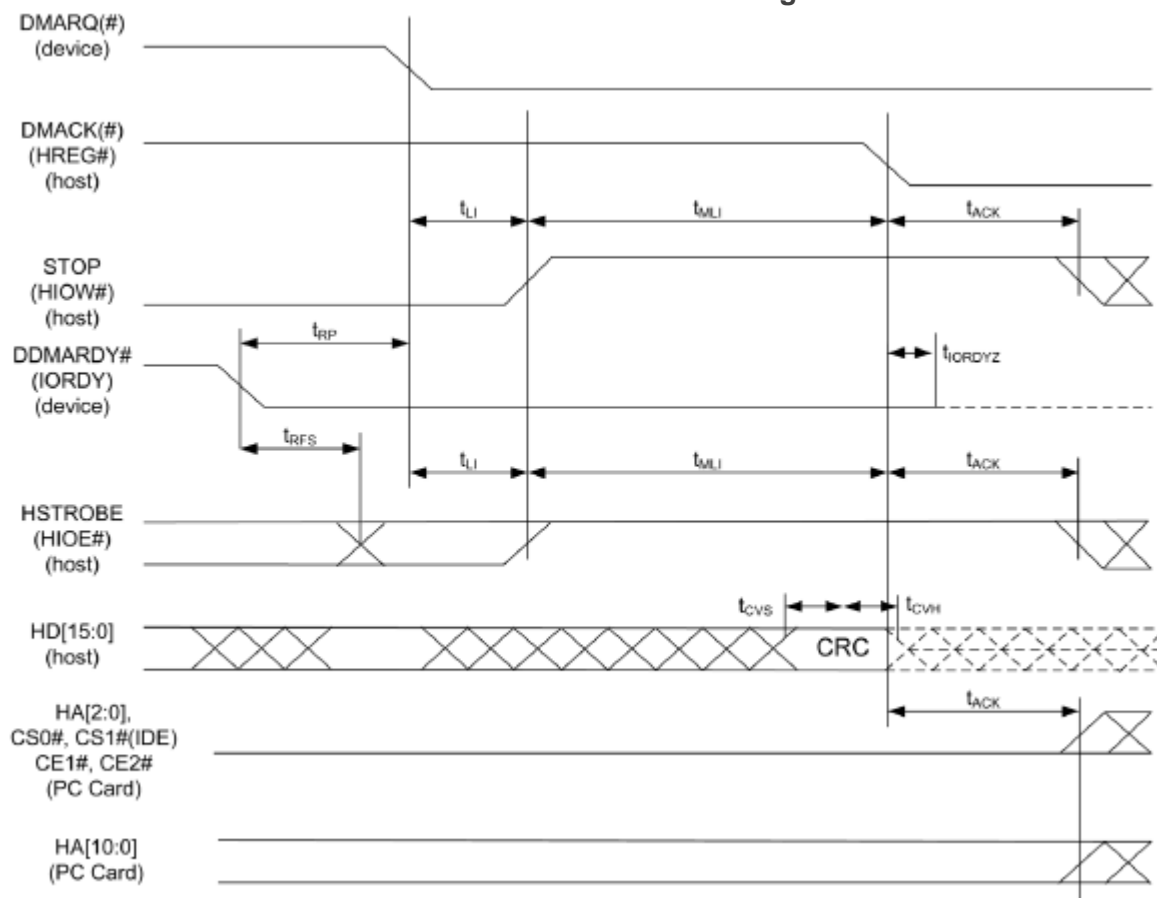 g
DMARQ(#)
(device)
DMACK(#)
(HREG#)
(host)
tLI
tMLI
tACK
STOP
(HIOW#)
(host)
tRP
DDMARDY#
(IORDY)
(device)
tIORDYZ
tRFS
tLI
tMLI
tACK
HSTROBE
(HIOE#)
(host)
tCVS
tCVH
HD[15:0]
(host)
CRC
tACK
HA[2:0],
CS0#, CS1#(IDE)
CE1#, CE2#
(PC Card)
HA[10:0]
(PC Card)